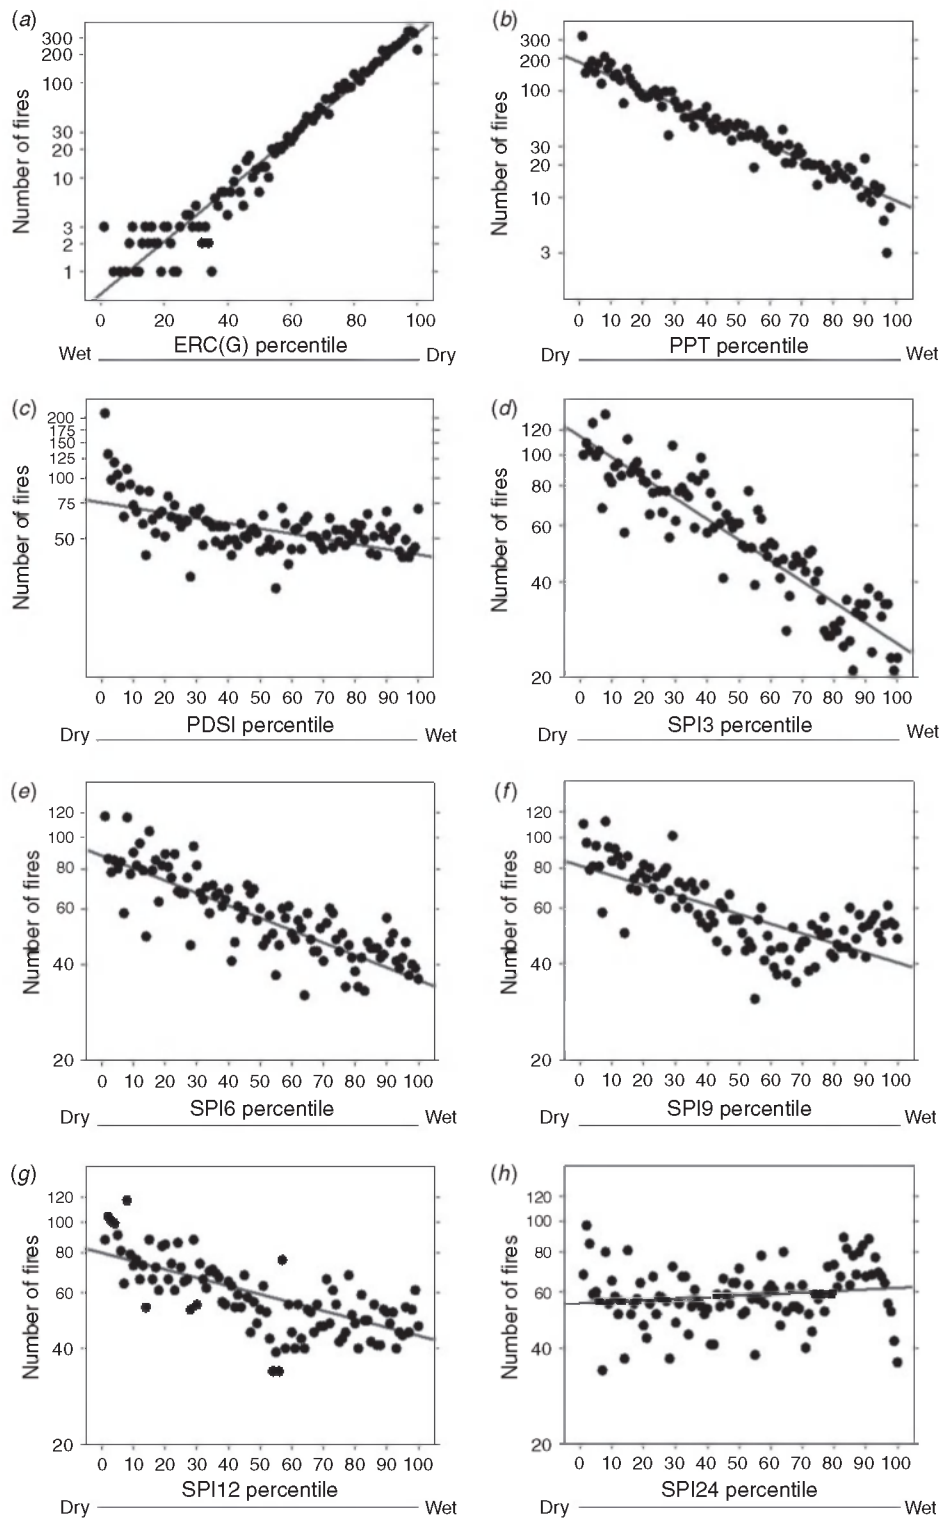 (a)
300
200
100
30
20
10
3
2
1
Number of fires
0 20 40 60 80 100
ERC(G) percentile
Wet Dry
(b)
300
200
100
30
20
10
3
Number of fires
0 10 20 30 40 50 60 70 80 90 100
PPT percentile
Dry Wet
(c)
200
175
150
125
100
75
50
Number of fires
0 10 20 30 40 50 60 70 80 90 100
PDSI percentile
Dry Wet
(d)
120
100
80
60
40
20
Number of fires
0 10 20 30 40 50 60 70 80 90 100
SPI3 percentile
Dry Wet
(e)
120
100
80
60
40
20
Number of fires
0 10 20 30 40 50 60 70 80 90 100
SPI6 percentile
Dry Wet
(f)
120
100
80
60
40
20
Number of fires
0 10 20 30 40 50 60 70 80 90 100
SPI9 percentile
Dry Wet
(g)
120
100
80
60
40
20
Number of fires
0 10 20 30 40 50 60 70 80 90 100
SPI12 percentile
Dry Wet
(h)
120
100
80
60
40
20
Number of fires
0 10 20 30 40 50 60 70 80 90 100
SPI24 percentile
Dry Wet